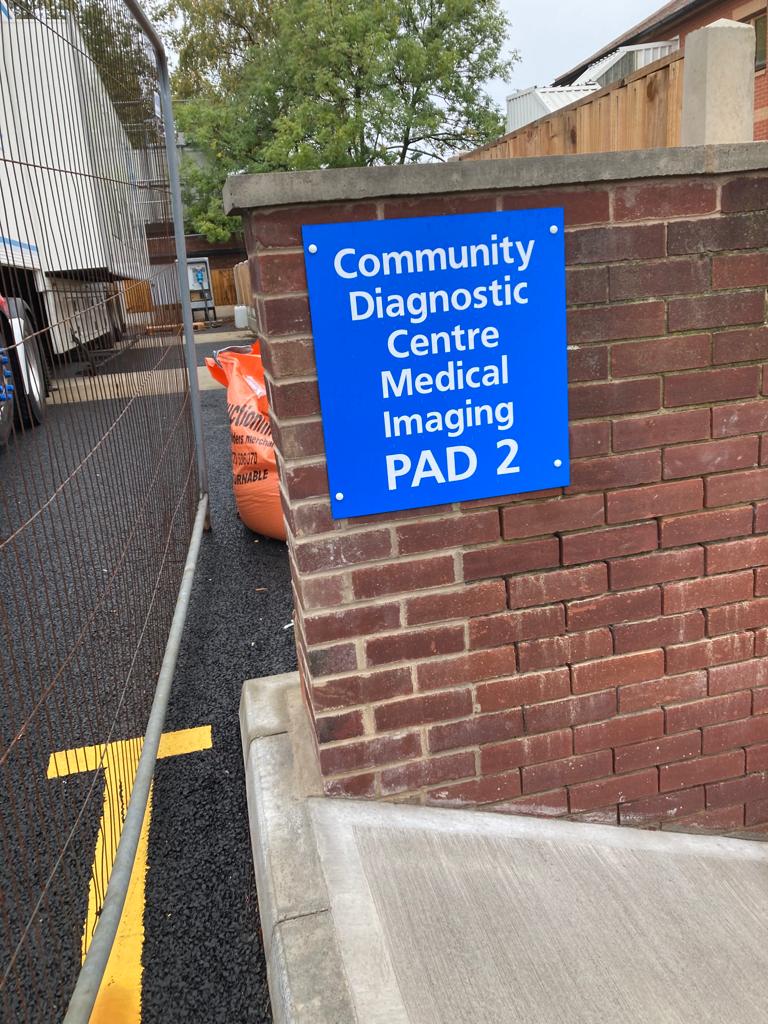 Community
Diagnostic
Centre
Medical
Imaging
PAD 2